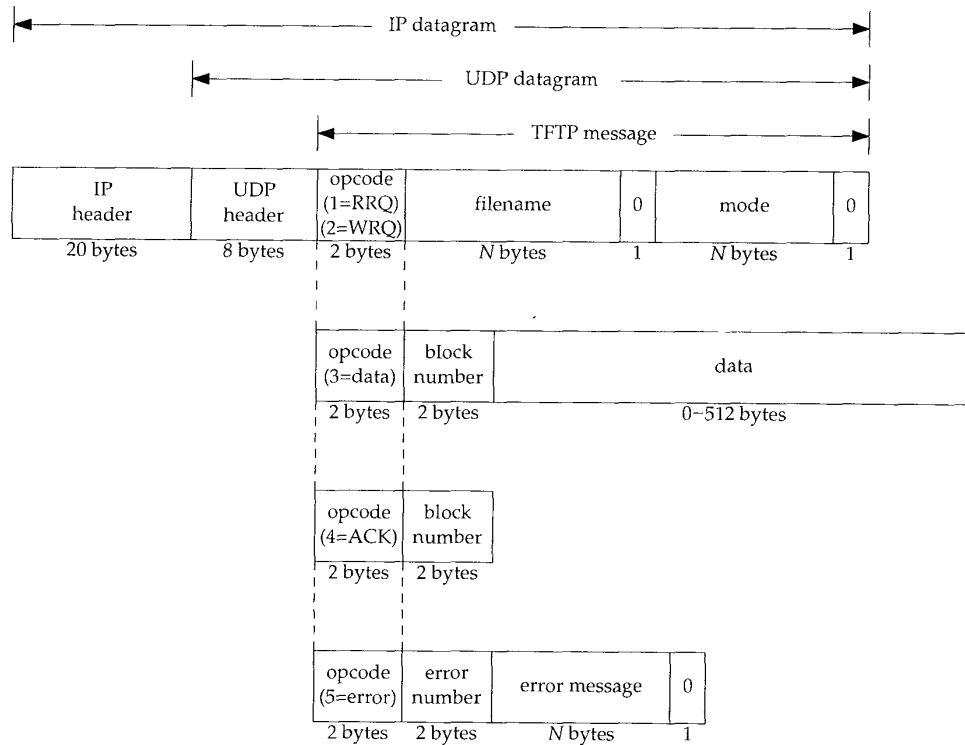 IP datagram
UDP datagram
TFTP message
IP header
UDP header
opcode (1=RRQ) (2=WRQ)
filename
0
mode
0
20 bytes
8 bytes
2 bytes
N bytes
1
N bytes
1
opcode (3=data)
block number
data
2 bytes
2 bytes
0~512 bytes
opcode (4=ACK)
block number
2 bytes
2 bytes
opcode (5=error)
error number
error message
0
2 bytes
2 bytes
N bytes
1